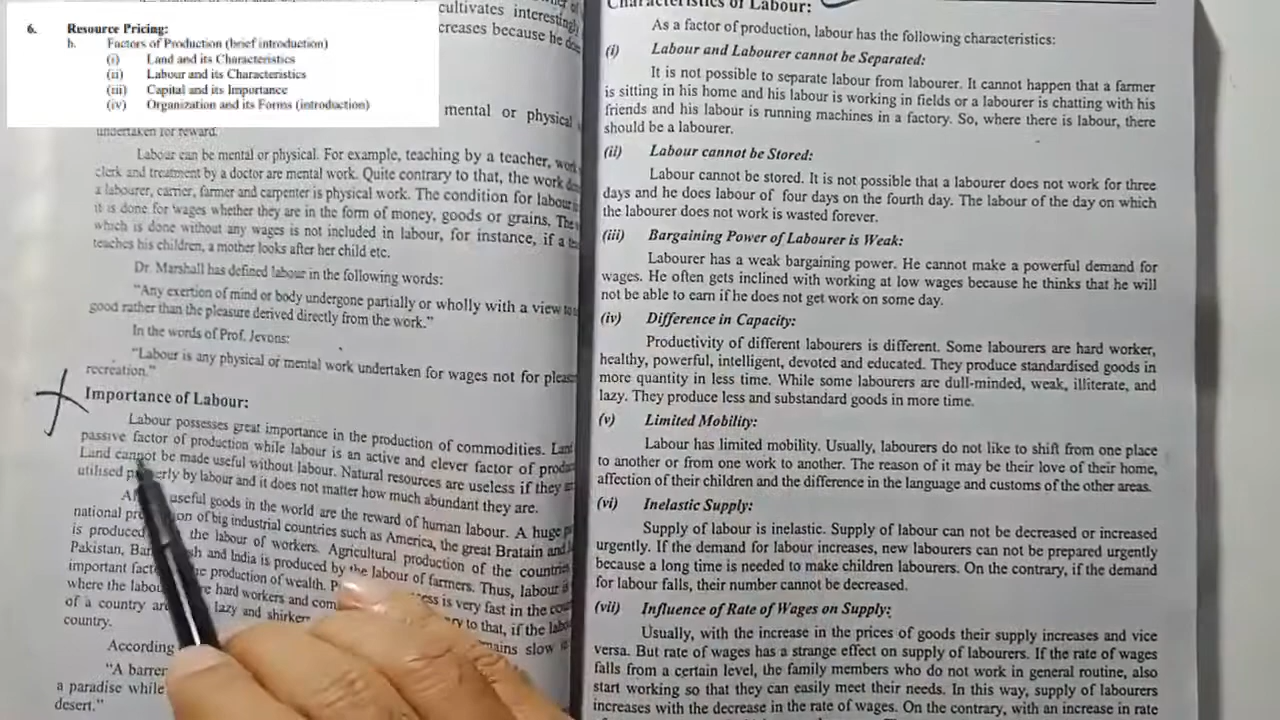 6. Resource Pricing:
b. Factors of Production (brief introduction)
(i) Land and its Characteristics
(ii) Labour and its Characteristics
(iii) Capital and its Importance
(iv) Organization and its Forms (introduction)
cultivates interestingly
creases because he does
mental or physical
undertaken for reward.
Labour can be mental or physical. For example, teaching by a teacher,
clerk and treatment by a doctor are mental work. Quite contrary to that, the work
a labourer, carrier, farmer and carpenter is physical work. The condition for labour
it is done for wages whether they are in the form of money, goods or grains, The
which is done without any wages is not included in labour, for instance, if a
teaches his children, a mother looks after her child etc.
Dr. Marshall has defined labour in the following words:
"Any exertion of mind or body undergone partially or wholly with a view to
good rather than the pleasure derived directly from the work."
In the words of Prof. Jevons:
"Labour is any physical or mental work undertaken for wages not for
recreation."
Importance of Labour:
Labour possesses great importance in the production of commodities. Land
passive factor of production while labour is an active and clever factor of
Land cannot be made useful without labour. Natural resources are useless if they
utilised by labour and it does not matter how much abundant they are.
useful goods in the world are the reward of human labour. A huge
national of big industrial countries such as America, the great Bratain and
is produced the labour of workers. Agricultural production of the countries
Pakistan, and India is produced by the labour of farmers. Thus, labour is
important production of wealth. is very fast in the
where the hard workers and to that, if the
of a country lazy and slow
country.
According
"A barren
a paradise while
desert."
Characteristics of Labour:
As a factor of production, labour has the following characteristics:
(i) Labour and Labourer cannot be Separated:
It is not possible to separate labour from labourer. It cannot happen that a farmer
is sitting in his home and his labour is working in fields or a labourer is chatting with his
friends and his labour is running machines in a factory. So, where there is labour, there
should be a labourer.
(ii) Labour cannot be Stored:
Labour cannot be stored. It is not possible that a labourer does not work for three
days and he does labour of four days on the fourth day. The labour of the day on which
the labourer does not work is wasted forever.
(iii) Bargaining Power of Labourer is Weak:
Labourer has a weak bargaining power. He cannot make a powerful demand for
wages. He often gets inclined with working at low wages because he thinks that he will
not be able to earn if he does not get work on some day.
(iv) Difference in Capacity:
Productivity of different labourers is different. Some labourers are hard worker,
healthy, powerful, intelligent, devoted and educated. They produce standardised goods in
more quantity in less time. While some labourers are dull-minded, weak, illiterate, and
lazy. They produce less and substandard goods in more time.
(v) Limited Mobility:
Labour has limited mobility. Usually, labourers do not like to shift from one place
to another or from one work to another. The reason of it may be their love of their home,
affection of their children and the difference in the language and customs of the other areas.
(vi) Inelastic Supply:
Supply of labour is inelastic. Supply of labour can not be decreased or increased
urgently. If the demand for labour increases, new labourers can not be prepared urgently
because a long time is needed to make children labourers. On the contrary, if the demand
for labour falls, their number cannot be decreased.
(vii) Influence of Rate of Wages on Supply:
Usually, with the increase in the prices of goods their supply increases and vice
versa. But rate of wages has a strange effect on supply of labourers. If the rate of wages
falls from a certain level, the family members who do not work in general routine, also
start working so that they can easily meet their needs. In this way, supply of labourers
increases with the decrease in the rate of wages. On the contrary, with an increase in rate